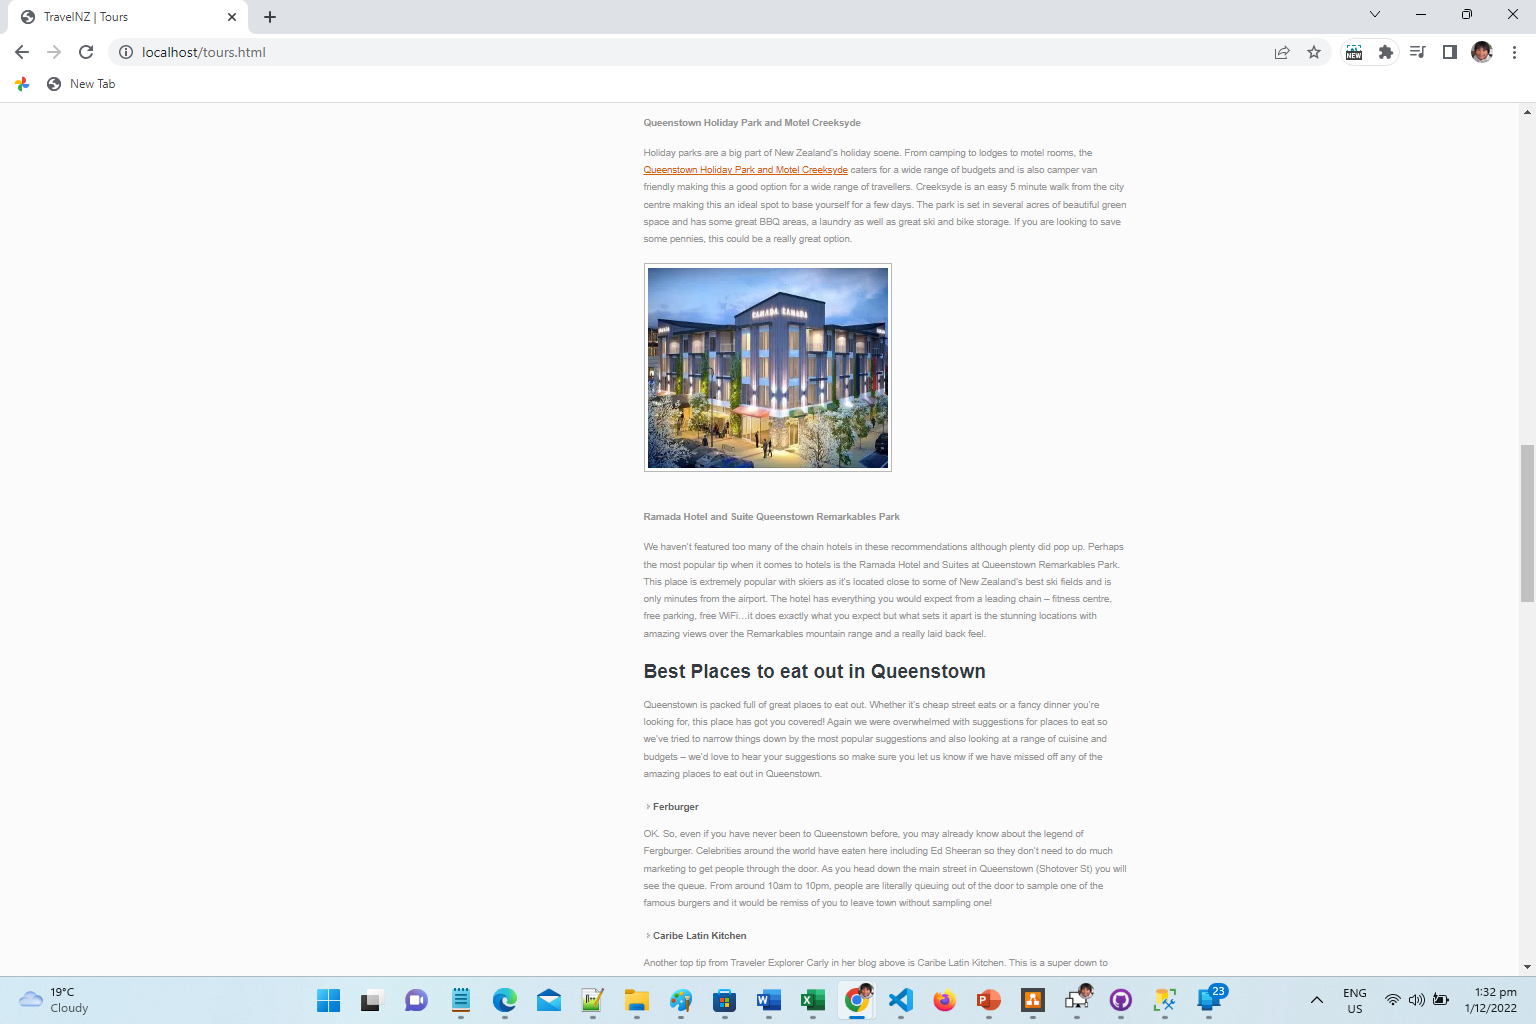 TravelNZ | Tours
localhost/tours.html
NEW
New Tab
Queenstown Holiday Park and Motel Creeksyde
Holiday parks are a big part of New Zealand's holiday scene. From camping to lodges to motel rooms, the
Queenstown Holiday Park and Motel Creeksyde caters for a wide range of budgets and is also camper van
friendly making this a good option for a wide range of travellers. Creeksyde is an easy 5 minute walk from the city
centre making this an ideal spot to base yourself for a few days. The park is set in several acres of beautiful green
space and has some great BBQ areas, a laundry as well as great ski and bike storage. If you are looking to save
some pennies, this could be a really great option.
RAMADA RAMADA
Ramada Hotel and Suite Queenstown Remarkables Park
We haven't featured too many of the chain hotels in these recommendations although plenty did pop up. Perhaps
the most popular tip when it comes to hotels is the Ramada Hotel and Suites at Queenstown Remarkables Park.
This place is extremely popular with skiers as it's located close to some of New Zealand's best ski fields and is
only minutes from the airport. The hotel has everything you would expect from a leading chain – fitness centre,
free parking, free WiFi…it does exactly what you expect but what sets it apart is the stunning locations with
amazing views over the Remarkables mountain range and a really laid back feel.
Best Places to eat out in Queenstown
Queenstown is packed full of great places to eat out. Whether it's cheap street eats or a fancy dinner you're
looking for, this place has got you covered! Again we were overwhelmed with suggestions for places to eat so
we've tried to narrow things down by the most popular suggestions and also looking at a range of cuisine and
budgets – we'd love to hear your suggestions so make sure you let us know if we have missed off any of the
amazing places to eat out in Queenstown.
Ferburger
OK. So, even if you have never been to Queenstown before, you may already know about the legend of
Fergburger. Celebrities around the world have eaten here including Ed Sheeran so they don't need to do much
marketing to get people through the door. As you head down the main street in Queenstown (Shotover St) you will
see the queue. From around 10am to 10pm, people are literally queuing out of the door to sample one of the
famous burgers and it would be remiss of you to leave town without sampling one!
Caribe Latin Kitchen
Another top tip from Traveler Explorer Carly in her blog above is Caribe Latin Kitchen. This is a super down to
19°C
Cloudy
23
ENG
US
1:32 pm
1/12/2022